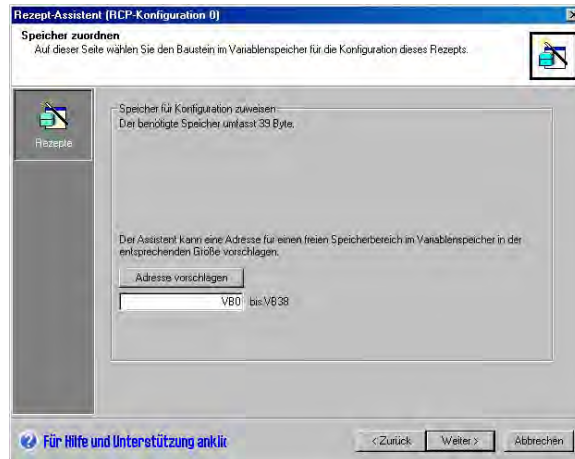 Rezept-Assistent (RCP-Konfiguration 0)
Speicher zuordnen
Auf dieser Seite wählen Sie den Baustein im Variablenspeicher für die Konfiguration dieses Rezepts.
Rezepte
Speicher für Konfiguration zuweisen
Der benötigte Speicher umfasst 39 Byte.
Der Assistent kann eine Adresse für einen freien Speicherbereich im Variablenspeicher in der
entsprechenden Größe vorschlagen.
Adresse vorschlagen
VB0 bis VB38
Für Hilfe und Unterstützung anklic
< Zurück Weiter > Abbrechen